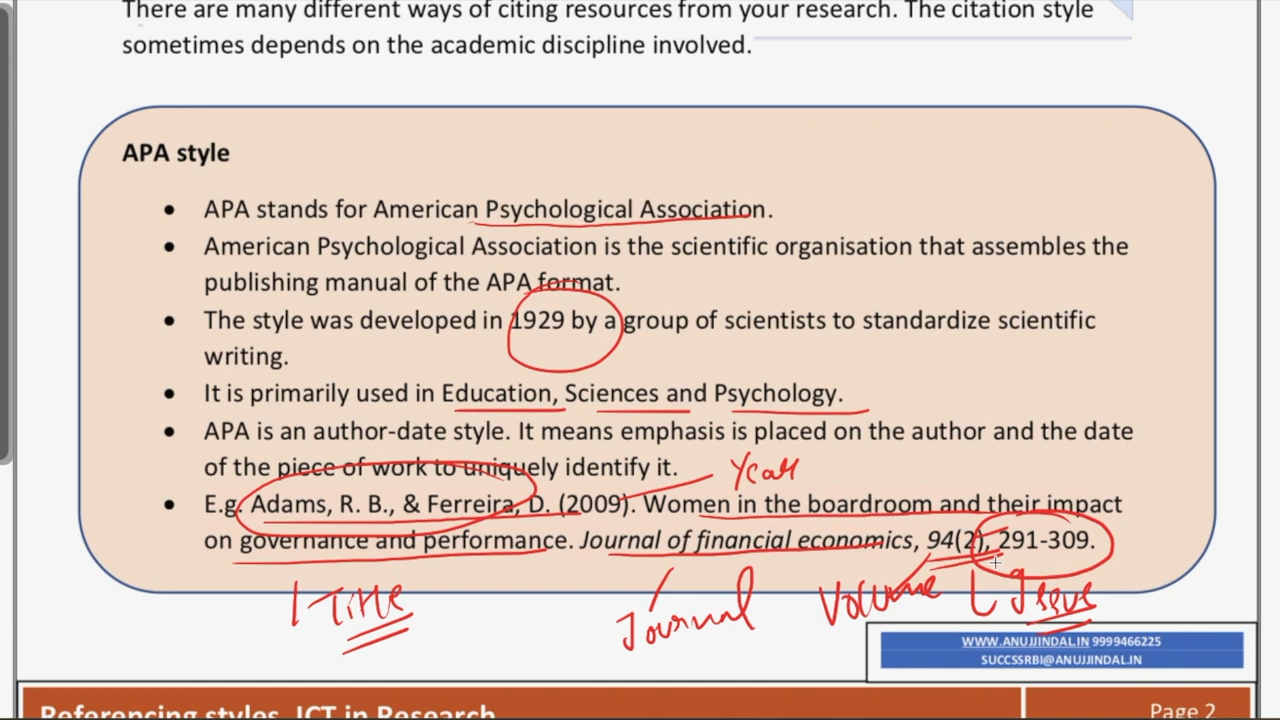 There are many different ways of citing resources from your research. The citation style
sometimes depends on the academic discipline involved.
APA style
• APA stands for American Psychological Association.
• American Psychological Association is the scientific organisation that assembles the
publishing manual of the APA format.
• The style was developed in 1929 by a group of scientists to standardize scientific
writing.
• It is primarily used in Education, Sciences and Psychology.
• APA is an author-date style. It means emphasis is placed on the author and the date
of the piece of work to uniquely identify it.
Year
• E.g. Adams, R. B., & Ferreira, D. (2009). Women in the boardroom and their impact
on governance and performance. Journal of financial economics, 94(2), 291-309.
Title Journal Volume Issue
WWW.ANUJJINDAL.IN 9999466225
SUCCSSRBI@ANUJJINDAL.IN
Referencing styles, ICT in Research
Page 2